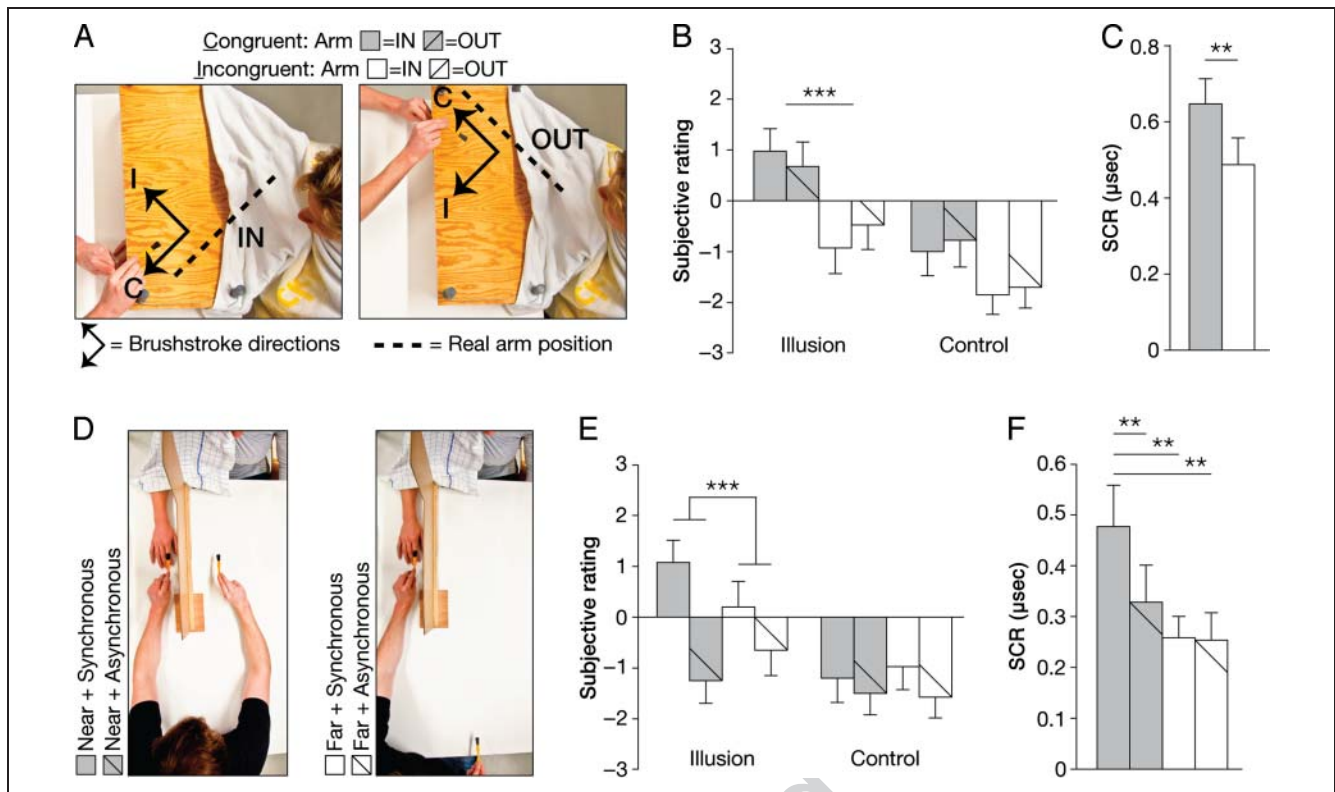 A
Congruent: Arm =IN =OUT
Incongruent: Arm =IN =OUT
C
I
IN
C
OUT
I
= Brushstroke directions
= Real arm position
B
3
2
1
0
−1
−2
−3
Subjective rating
***
Illusion
Control
C
0.8
0.6
0.4
0.2
0
SCR (μsec)
**
D
Near + Synchronous
Near + Asynchronous
Far + Synchronous
Far + Asynchronous
E
3
2
1
0
−1
−2
−3
Subjective rating
***
Illusion
Control
F
0.6
0.5
0.4
0.3
0.2
0.1
0
SCR (μsec)
**
**
**